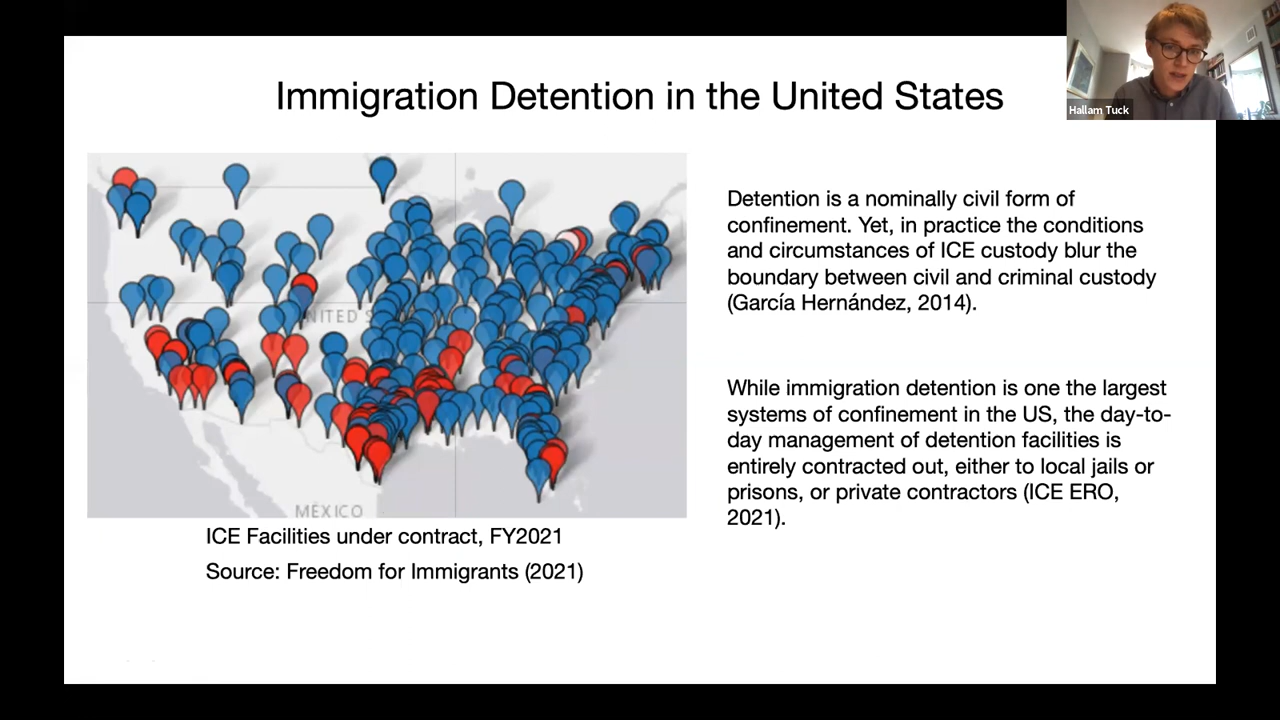 Hallam Tuck
Immigration Detention in the United States
NITED S
MÉXICO
ICE Facilities under contract, FY2021
Source: Freedom for Immigrants (2021)
Detention is a nominally civil form of
confinement. Yet, in practice the conditions
and circumstances of ICE custody blur the
boundary between civil and criminal custody
(García Hernández, 2014).
While immigration detention is one the largest
systems of confinement in the US, the day-to-
day management of detention facilities is
entirely contracted out, either to local jails or
prisons, or private contractors (ICE ERO,
2021).